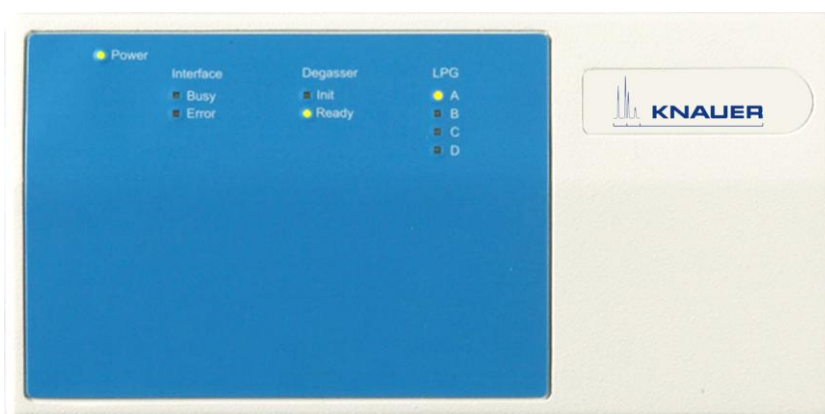 Power
Interface
Busy
Error
Degasser
Init
Ready
LPG
A
B
C
D
KNAUER